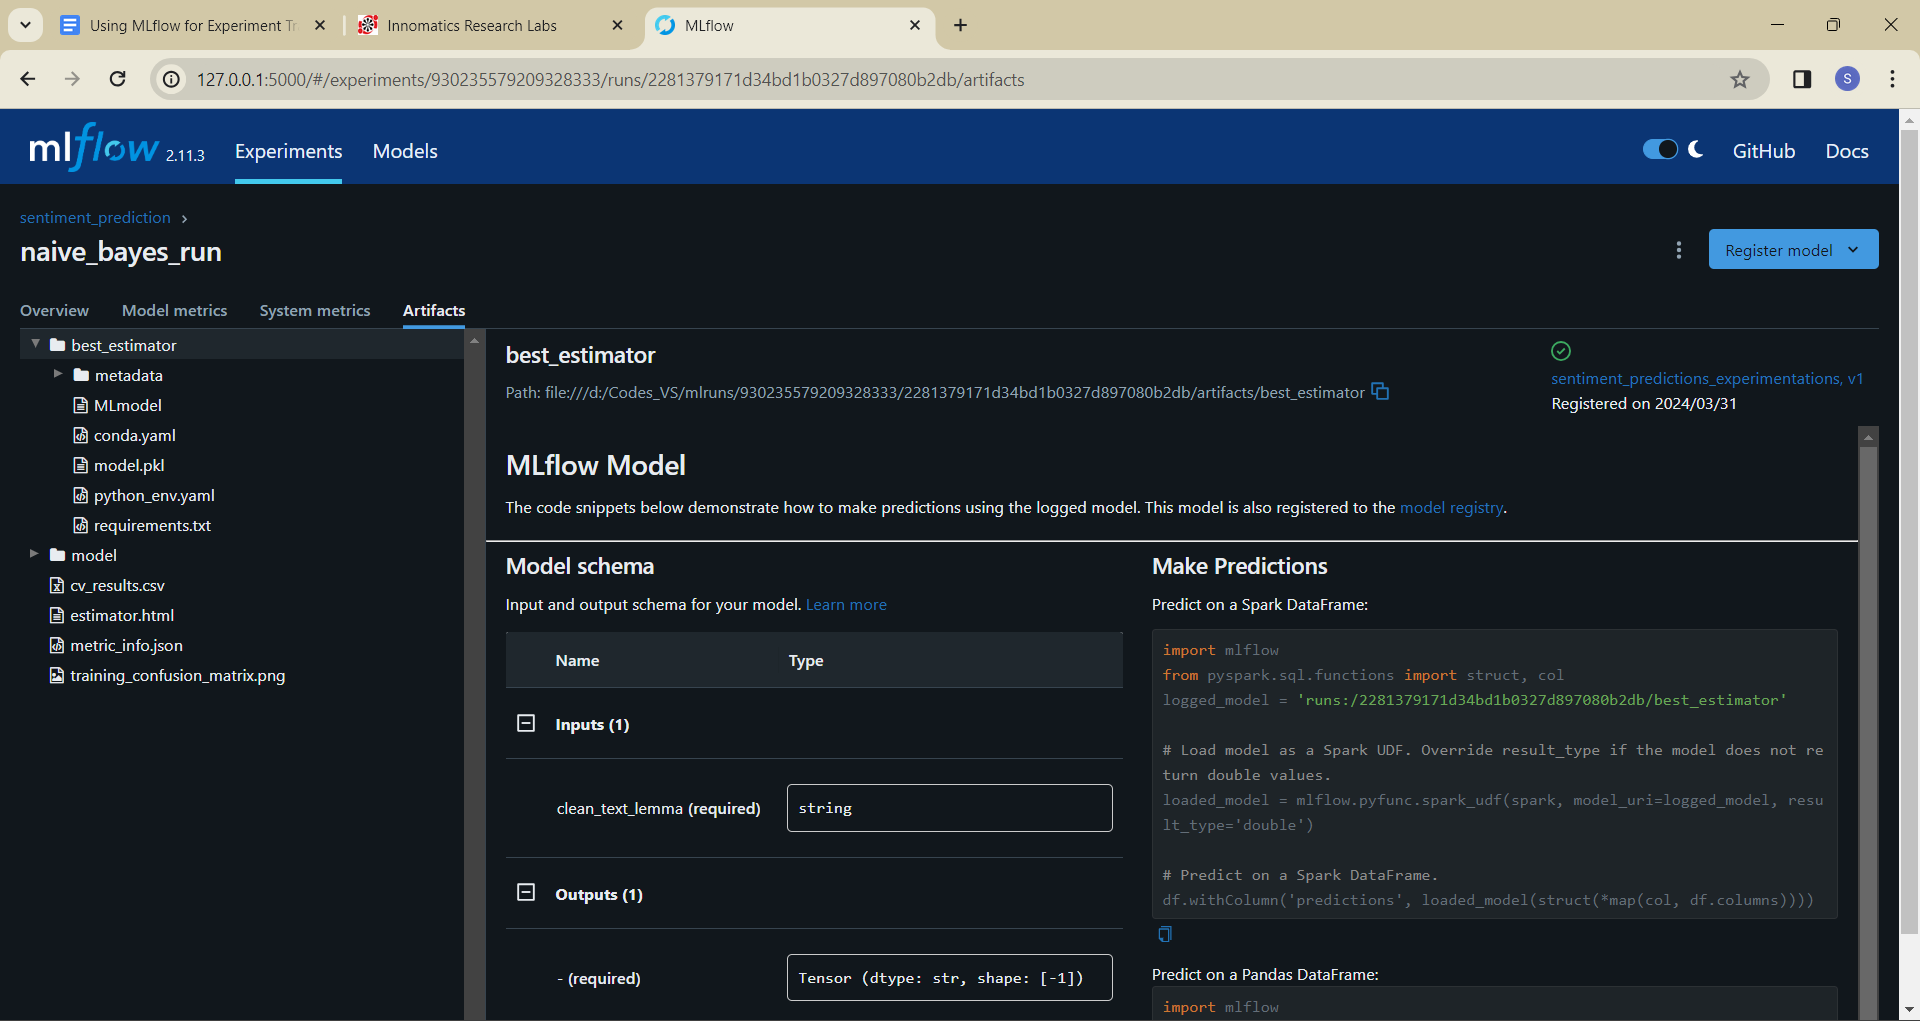 Using MLflow for Experiment Tr
Innomatics Research Labs
MLflow
127.0.0.1:5000/#/experiments/930235579209328333/runs/2281379171d34bd1b0327d897080b2db/artifacts
S
mlflow 2.11.3
Experiments
Models
GitHub
Docs
sentiment_prediction
naive_bayes_run
Register model
Overview
Model metrics
System metrics
Artifacts
best_estimator
metadata
MLmodel
conda.yaml
model.pkl
python_env.yaml
requirements.txt
model
cv_results.csv
estimator.html
metric_info.json
training_confusion_matrix.png
best_estimator
Path: file:///d:/Codes_VS/mlruns/930235579209328333/2281379171d34bd1b0327d897080b2db/artifacts/best_estimator
sentiment_predictions_experimentations, v1
Registered on 2024/03/31
MLflow Model
The code snippets below demonstrate how to make predictions using the logged model. This model is also registered to the model registry.
Model schema
Input and output schema for your model. Learn more
Name Type
Inputs (1)
clean_text_lemma (required) string
Outputs (1)
- (required) Tensor (dtype: str, shape: [-1])
Make Predictions
Predict on a Spark DataFrame:
import mlflow
from pyspark.sql.functions import struct, col
logged_model = 'runs:/2281379171d34bd1b0327d897080b2db/best_estimator'
# Load model as a Spark UDF. Override result_type if the model does not re
turn double values.
loaded_model = mlflow.pyfunc.spark_udf(spark, model_uri=logged_model, resu
lt_type='double')
# Predict on a Spark DataFrame.
df.withColumn('predictions', loaded_model(struct(*map(col, df.columns))))
Predict on a Pandas DataFrame:
import mlflow